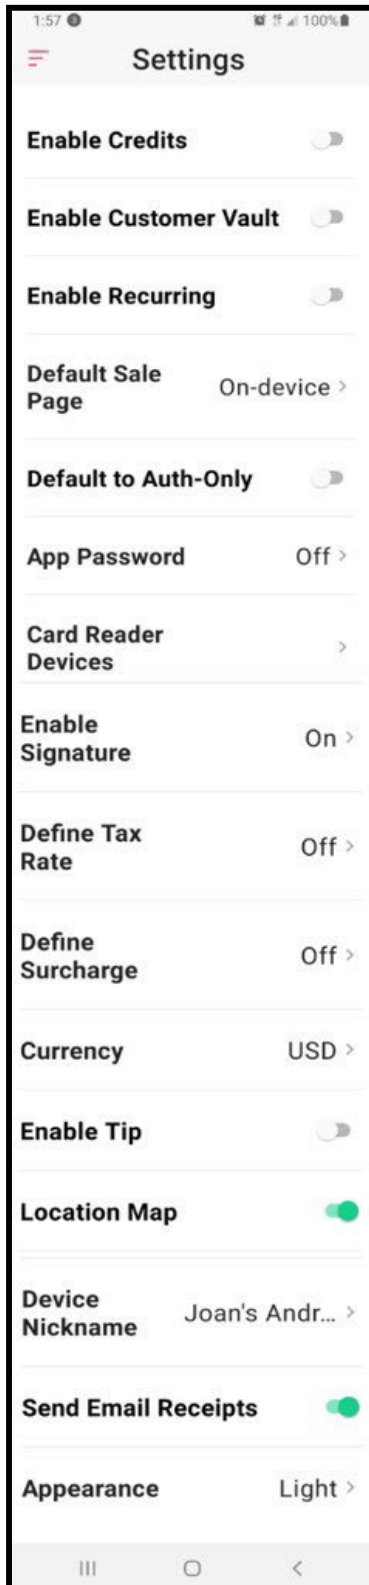 1:57 100%
Settings
Enable Credits
Enable Customer Vault
Enable Recurring
Default Sale
Page On-device
Default to Auth-Only
App Password Off
Card Reader
Devices
Enable
Signature On
Define Tax
Rate Off
Define
Surcharge Off
Currency USD
Enable Tip
Location Map
Device
Nickname Joan's Andr...
Send Email Receipts
Appearance Light